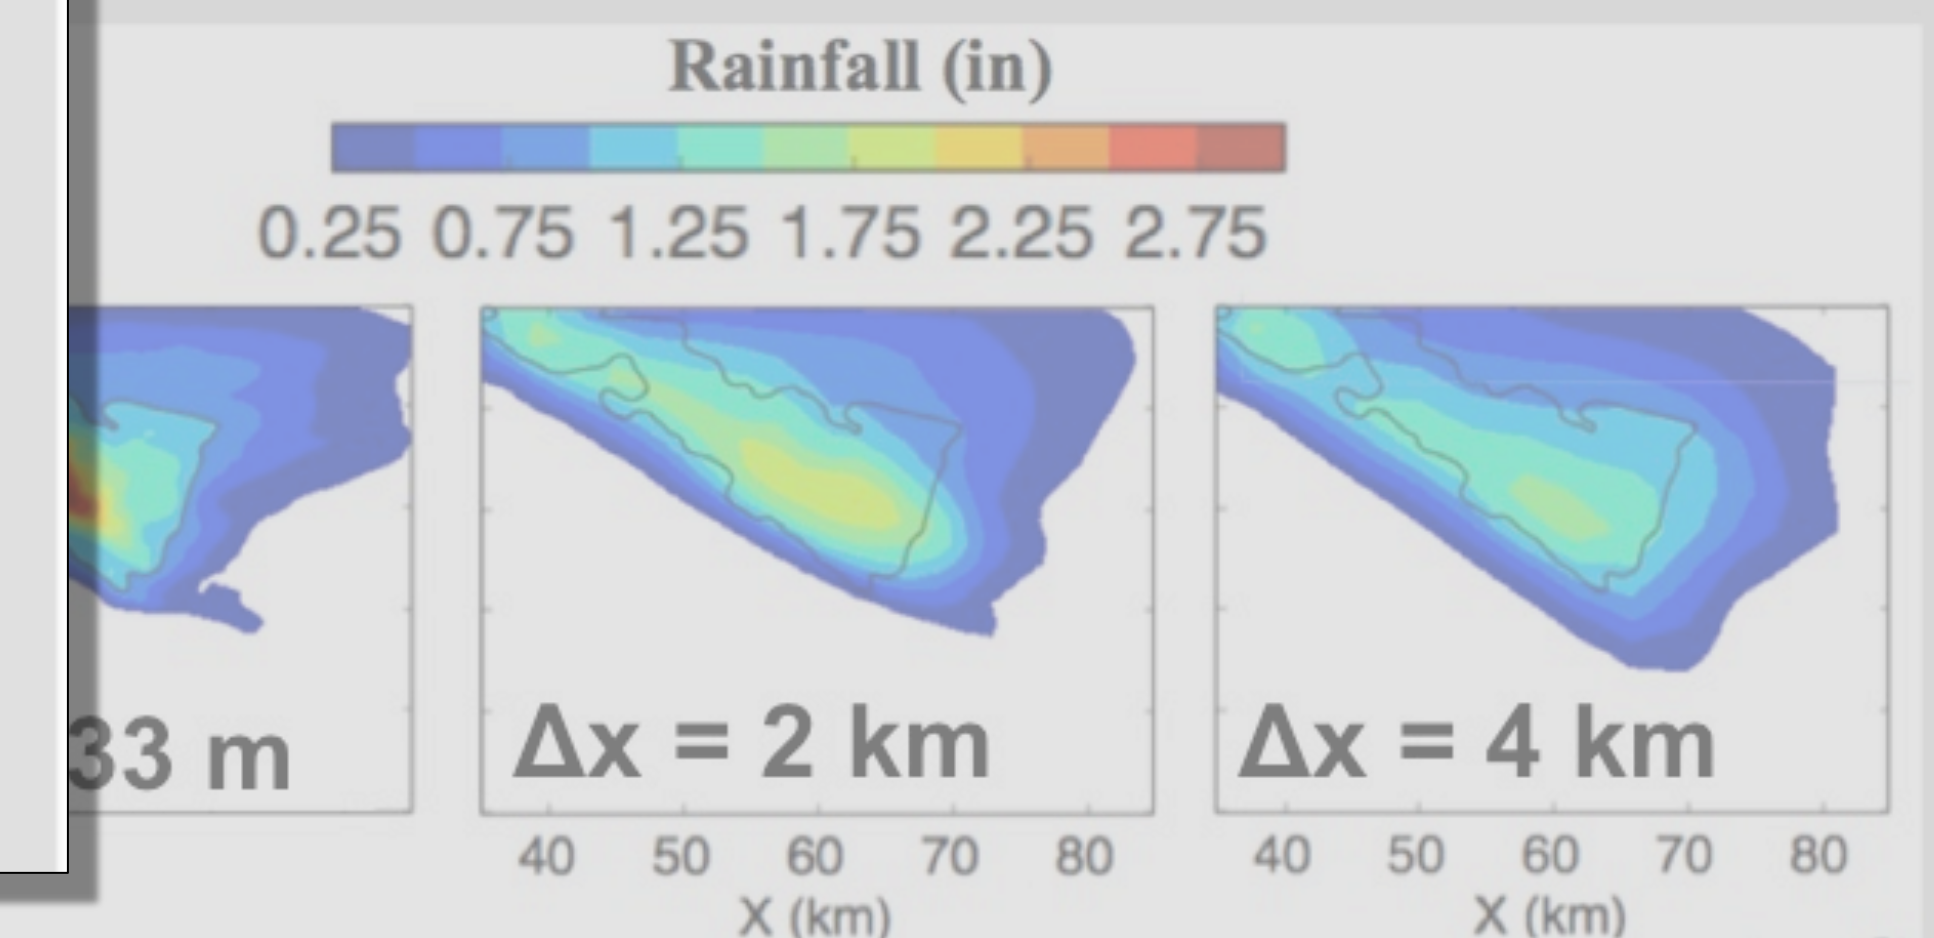 Rainfall (in)
0.25 0.75 1.25 1.75 2.25 2.75
33 m
Δx = 2 km
Δx = 4 km
40 50 60 70 80
40 50 60 70 80
X (km)
X (km)